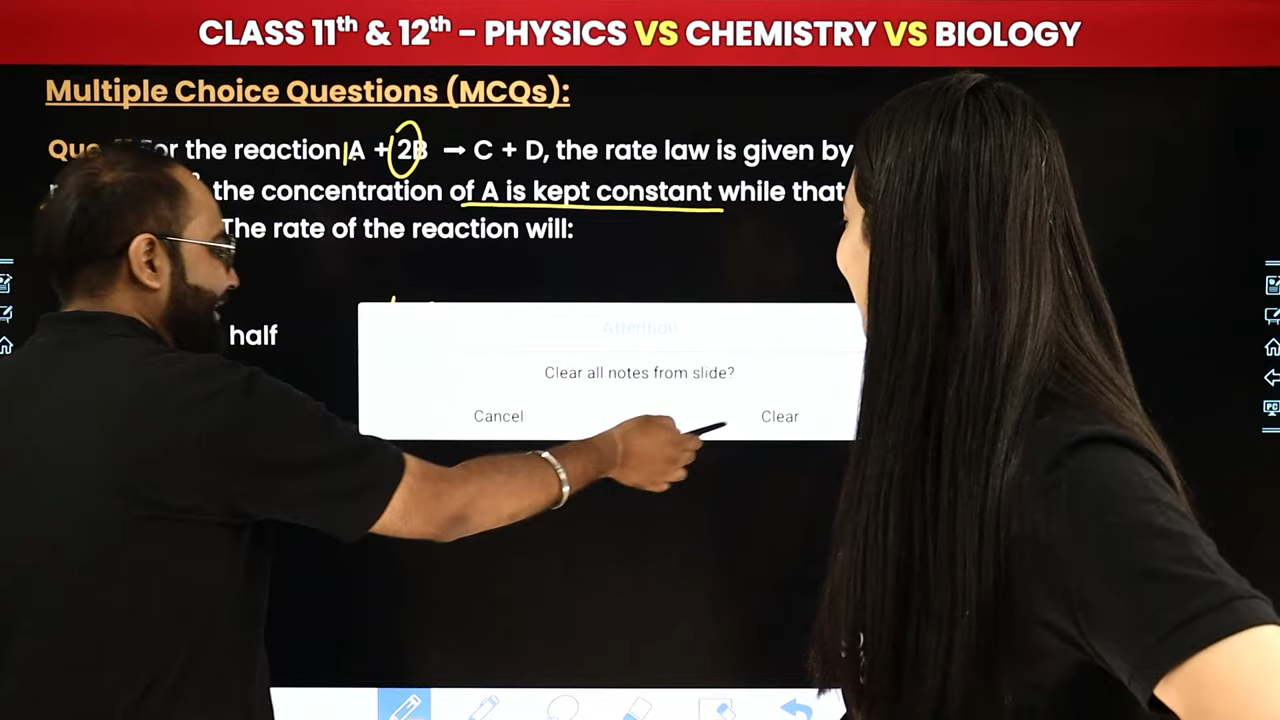 CLASS 11th & 12th – PHYSICS VS CHEMISTRY VS BIOLOGY
Multiple Choice Questions (MCQs):
the reaction A + 2B → C + D, the rate law is given by
the concentration of A is kept constant while that
The rate of the reaction will:
half
Attention
Clear all notes from slide?
Cancel
Clear